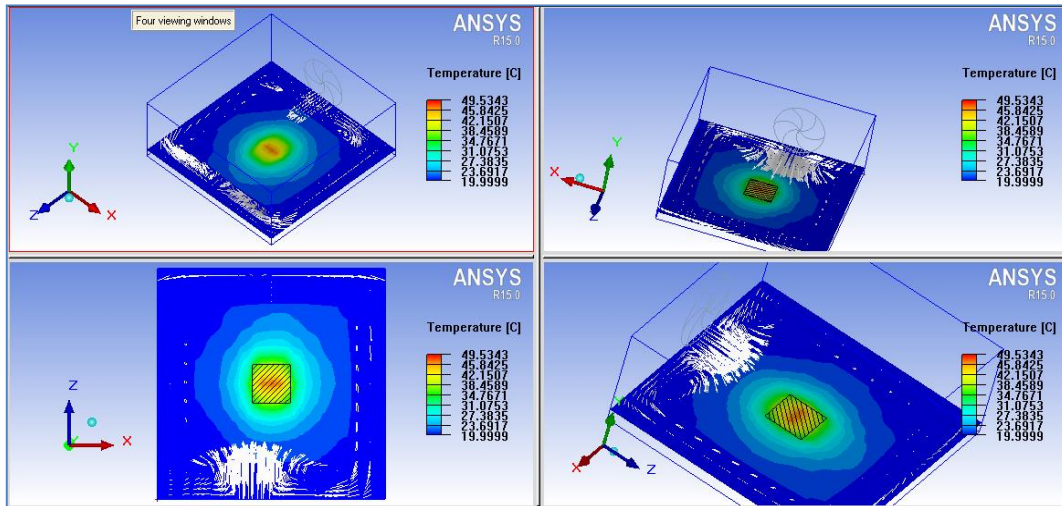 Four viewing windows
ANSYS
R15.0
Temperature [C]
49.5343
45.8425
42.1507
38.4589
34.7671
31.0753
27.3835
23.6917
19.9999
Y
Z
X
ANSYS
R15.0
Temperature [C]
49.5343
45.8425
42.1507
38.4589
34.7671
31.0753
27.3835
23.6917
19.9999
Y
X
Z
ANSYS
R15.0
Temperature [C]
49.5343
45.8425
42.1507
38.4589
34.7671
31.0753
27.3835
23.6917
19.9999
Z
Y
X
ANSYS
R15.0
Temperature [C]
49.5343
45.8425
42.1507
38.4589
34.7671
31.0753
27.3835
23.6917
19.9999
Y
X
Z